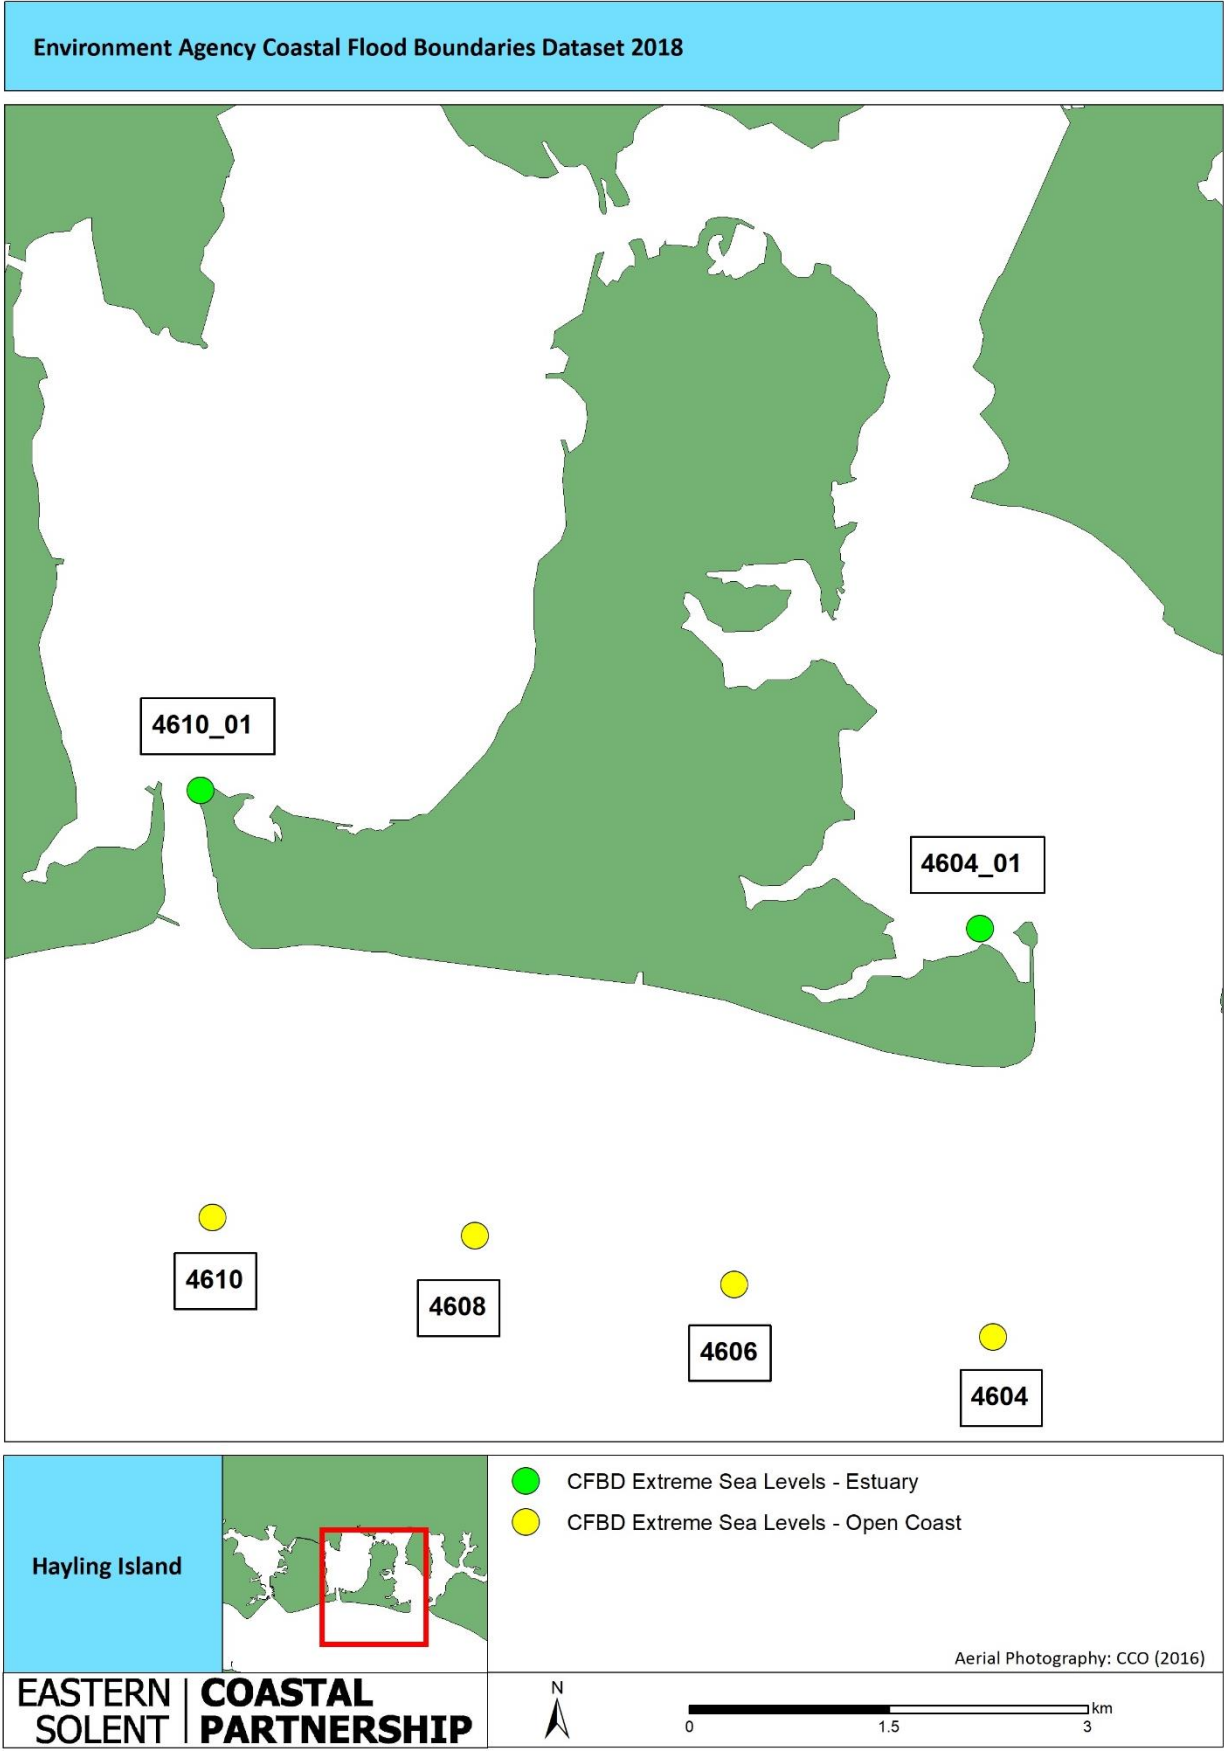 Environment Agency Coastal Flood Boundaries Dataset 2018
4610_01
4604_01
4610
4608
4606
4604
Hayling Island
CFBD Extreme Sea Levels - Estuary
CFBD Extreme Sea Levels - Open Coast
Aerial Photography: CCO (2016)
EASTERN SOLENT
COASTAL PARTNERSHIP
N
km
0 1.5 3